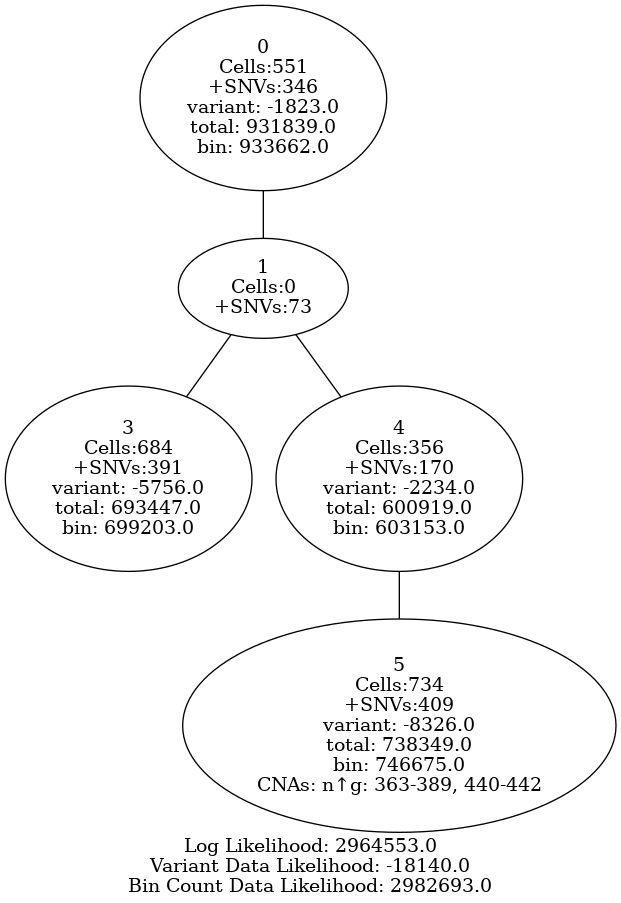 0
Cells:551
+SNVs:346
variant: -1823.0
total: 931839.0
bin: 933662.0
1
Cells:0
+SNVs:73
3
Cells:684
+SNVs:391
variant: -5756.0
total: 693447.0
bin: 699203.0
4
Cells:356
+SNVs:170
variant: -2234.0
total: 600919.0
bin: 603153.0
5
Cells:734
+SNVs:409
variant: -8326.0
total: 738349.0
bin: 746675.0
CNAs: n↑g: 363-389, 440-442
Log Likelihood: 2964553.0
Variant Data Likelihood: -18140.0
Bin Count Data Likelihood: 2982693.0